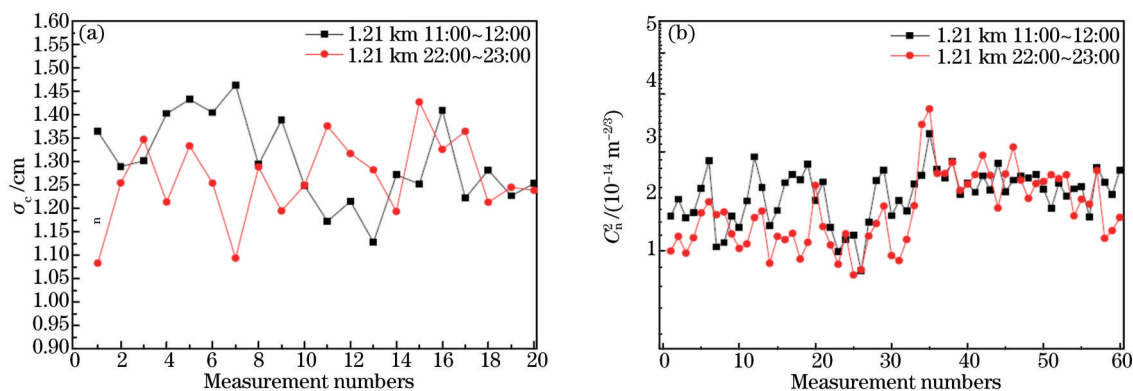 (a)
1.21 km 11:00~12:00
1.21 km 22:00~23:00
σc/cm
n
1.60
1.55
1.50
1.45
1.40
1.35
1.30
1.25
1.20
1.15
1.10
1.05
1.00
0.95
0.90
0 2 4 6 8 10 12 14 16 18 20
Measurement numbers
(b)
1.21 km 11:00~12:00
1.21 km 22:00~23:00
C²n/(10⁻¹⁴ m⁻²/³)
5
4
3
2
1
0 10 20 30 40 50 60
Measurement numbers